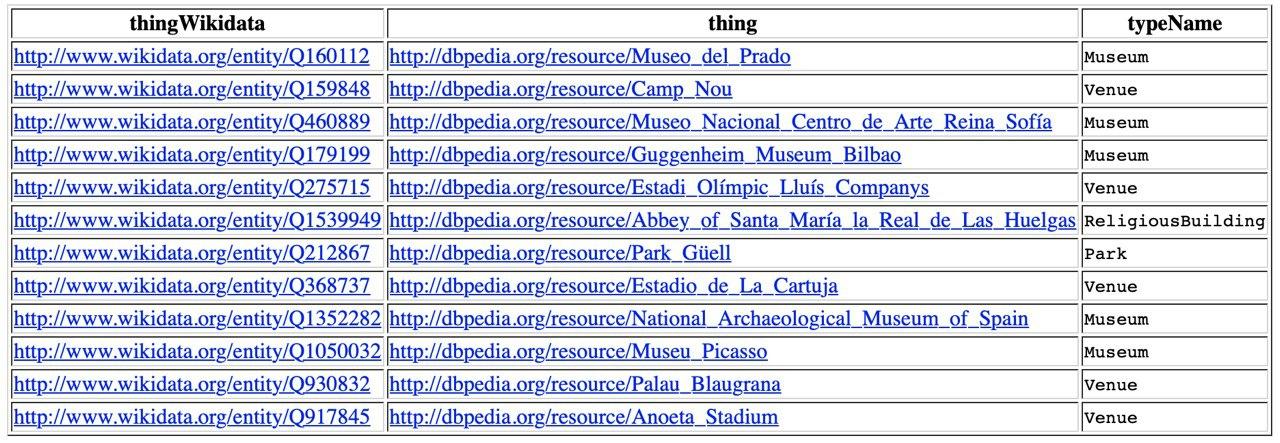 thingWikidata thing typeName
http://www.wikidata.org/entity/Q160112 http://dbpedia.org/resource/Museo_del_Prado Museum
http://www.wikidata.org/entity/Q159848 http://dbpedia.org/resource/Camp_Nou Venue
http://www.wikidata.org/entity/Q460889 http://dbpedia.org/resource/Museo_Nacional_Centro_de_Arte_Reina_Sofía Museum
http://www.wikidata.org/entity/Q179199 http://dbpedia.org/resource/Guggenheim_Museum_Bilbao Museum
http://www.wikidata.org/entity/Q275715 http://dbpedia.org/resource/Estadi_Olímpic_Lluís_Companys Venue
http://www.wikidata.org/entity/Q1539949 http://dbpedia.org/resource/Abbey_of_Santa_María_la_Real_de_Las_Huelgas ReligiousBuilding
http://www.wikidata.org/entity/Q212867 http://dbpedia.org/resource/Park_Güell Park
http://www.wikidata.org/entity/Q368737 http://dbpedia.org/resource/Estadio_de_La_Cartuja Venue
http://www.wikidata.org/entity/Q1352282 http://dbpedia.org/resource/National_Archaeological_Museum_of_Spain Museum
http://www.wikidata.org/entity/Q1050032 http://dbpedia.org/resource/Museu_Picasso Museum
http://www.wikidata.org/entity/Q930832 http://dbpedia.org/resource/Palau_Blaugrana Venue
http://www.wikidata.org/entity/Q917845 http://dbpedia.org/resource/Anoeta_Stadium Venue